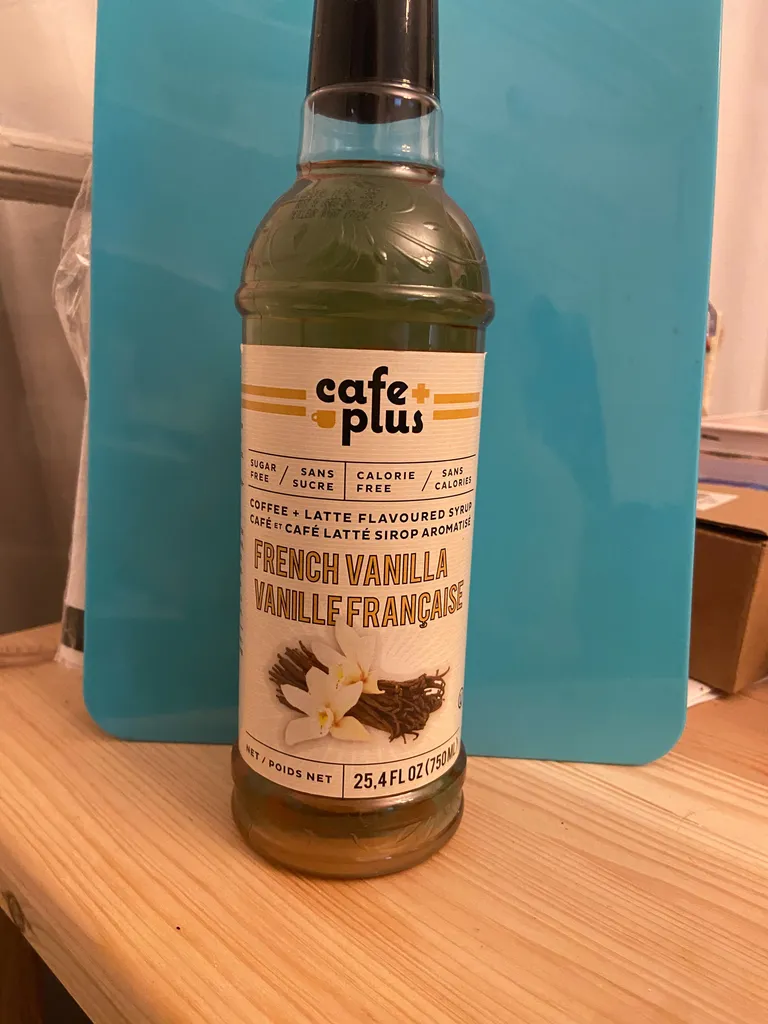 cafe
plus
SUGAR FREE / SANS SUCRE
CALORIE FREE / SANS CALORIES
COFFEE + LATTE FLAVOURED SYRUP
CAFÉ ET CAFÉ LATTÉ SIROP AROMATISÉ
FRENCH VANILLA
VANILLE FRANÇAISE
NET / POIDS NET
25,4 FL OZ (750 ML)